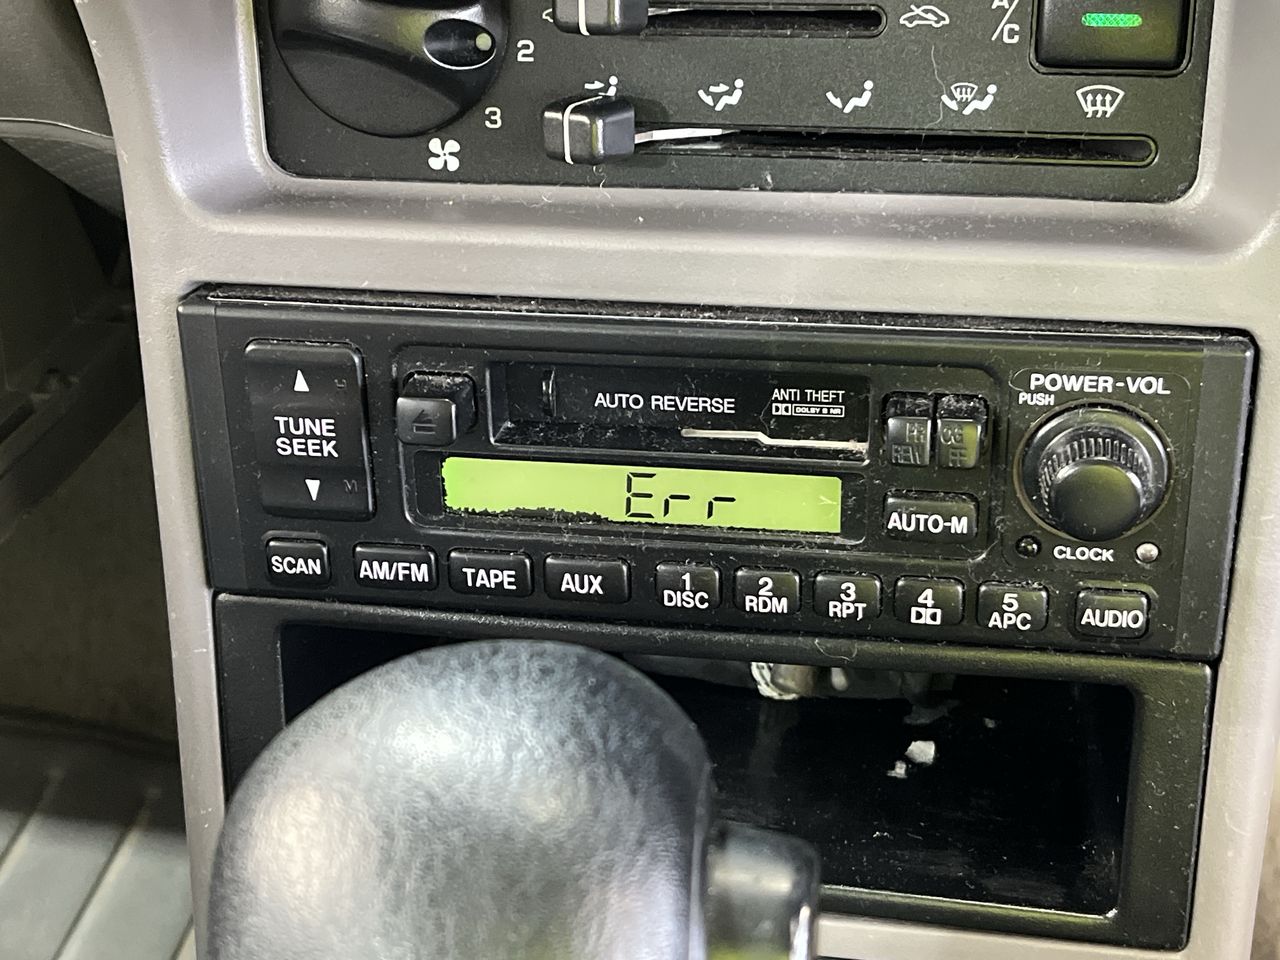 A/C
2
3
POWER-VOL
PUSH
AUTO REVERSE
ANTI THEFT
DOLBY B NR
TUNE
SEEK
Err
AUTO-M
CLOCK
SCAN
AM/FM
TAPE
AUX
1
DISC
2
RDM
3
RPT
4
5
APC
AUDIO